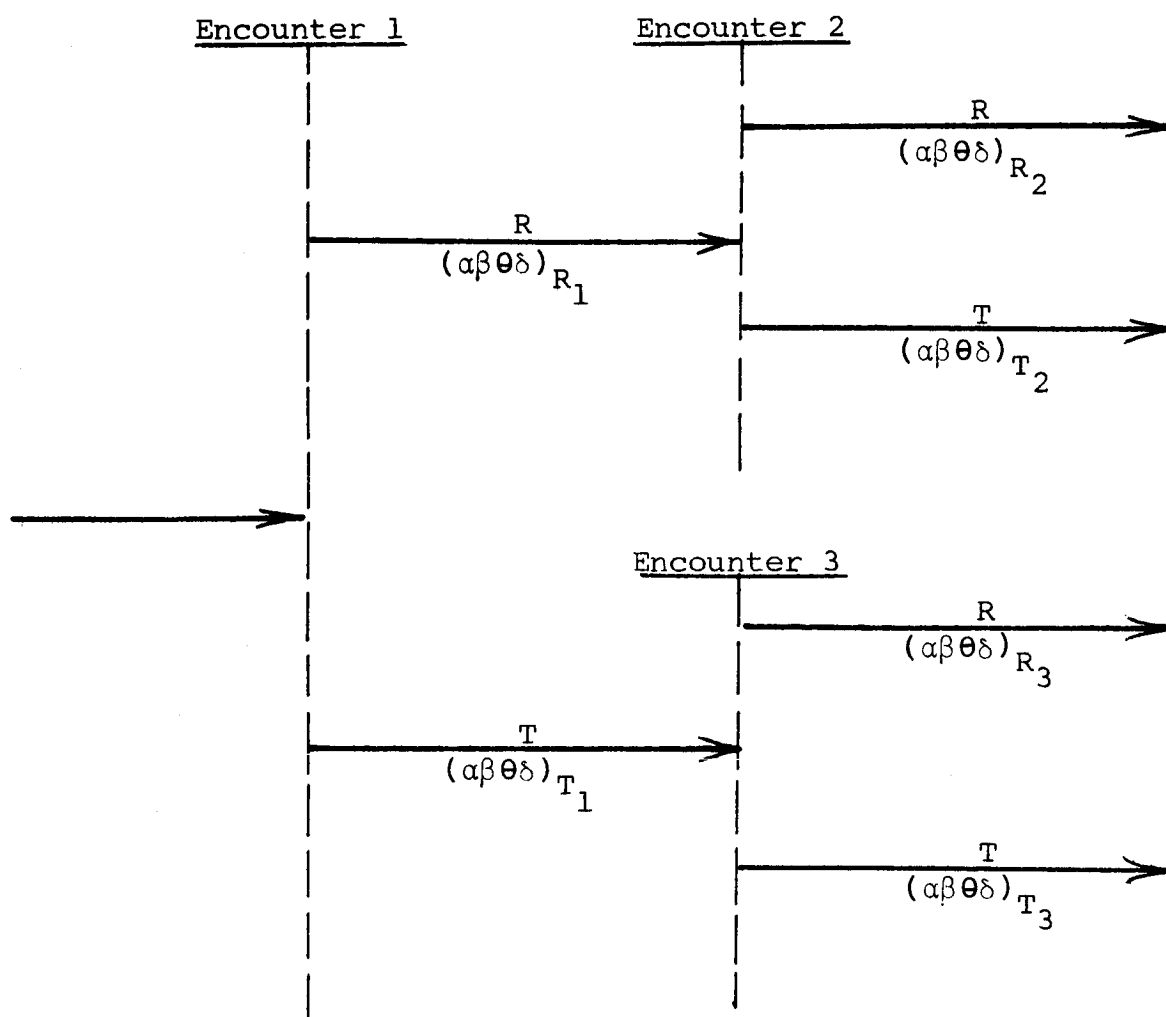 Encounter 1
Encounter 2
R
(αβθδ)R2
R
(αβθδ)R1
T
(αβθδ)T2
Encounter 3
R
(αβθδ)R3
T
(αβθδ)T1
T
(αβθδ)T3